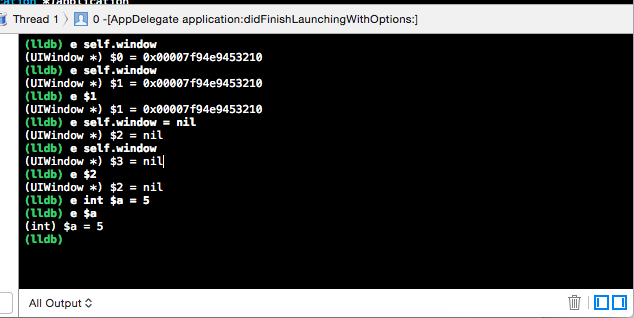 Thread 1 0 -[AppDelegate application:didFinishLaunchingWithOptions:]
(lldb) e self.window
(UIWindow *) $0 = 0x00007f94e9453210
(lldb) e self.window
(UIWindow *) $1 = 0x00007f94e9453210
(lldb) e $1
(UIWindow *) $1 = 0x00007f94e9453210
(lldb) e self.window = nil
(UIWindow *) $2 = nil
(lldb) e self.window
(UIWindow *) $3 = nil
(lldb) e $2
(UIWindow *) $2 = nil
(lldb) e int $a = 5
(lldb) e $a
(int) $a = 5
(lldb)
All Output